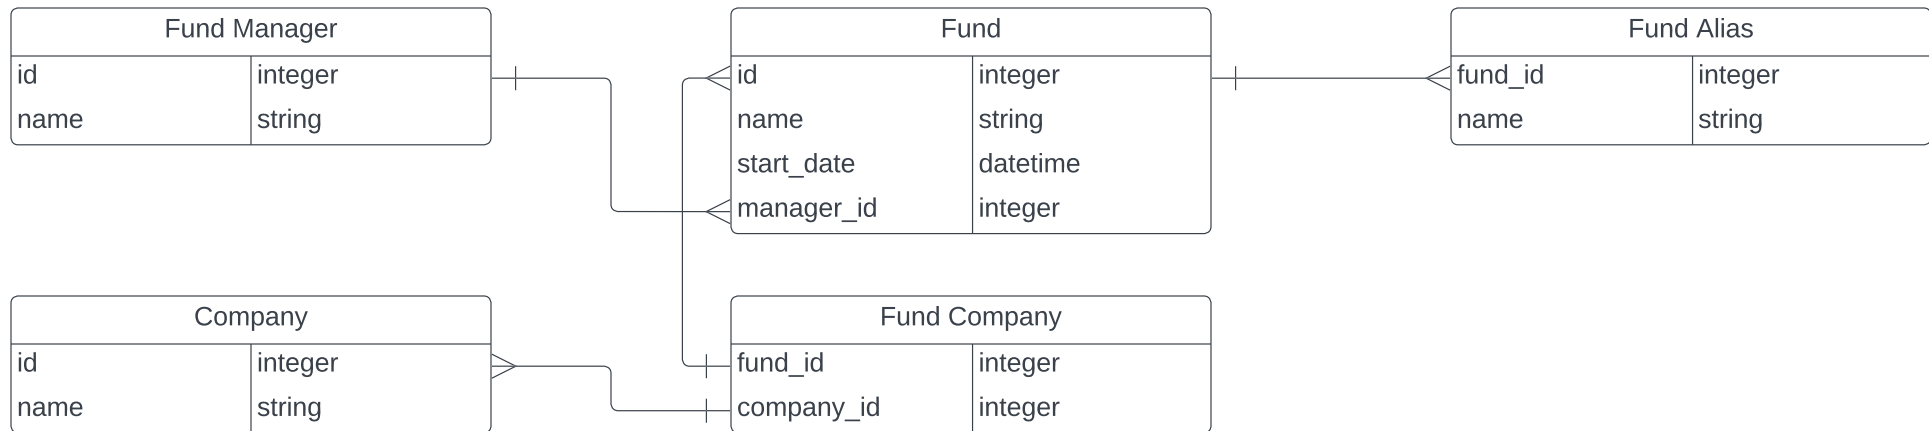 Fund Manager
id integer
name string
Fund
id integer
name string
start_date datetime
manager_id integer
Fund Alias
fund_id integer
name string
Company
id integer
name string
Fund Company
fund_id integer
company_id integer